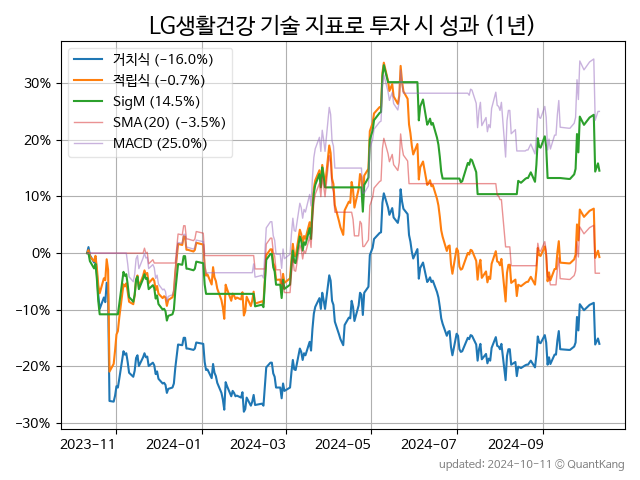 LG생활건강 기술 지표로 투자 시 성과 (1년)
거치식 (−16.0%)
적립식 (−0.7%)
SigM (14.5%)
SMA(20) (−3.5%)
MACD (25.0%)
30%
20%
10%
0%
−10%
−20%
−30%
2023-11 2024-01 2024-03 2024-05 2024-07 2024-09
updated: 2024-10-11 © QuantKang